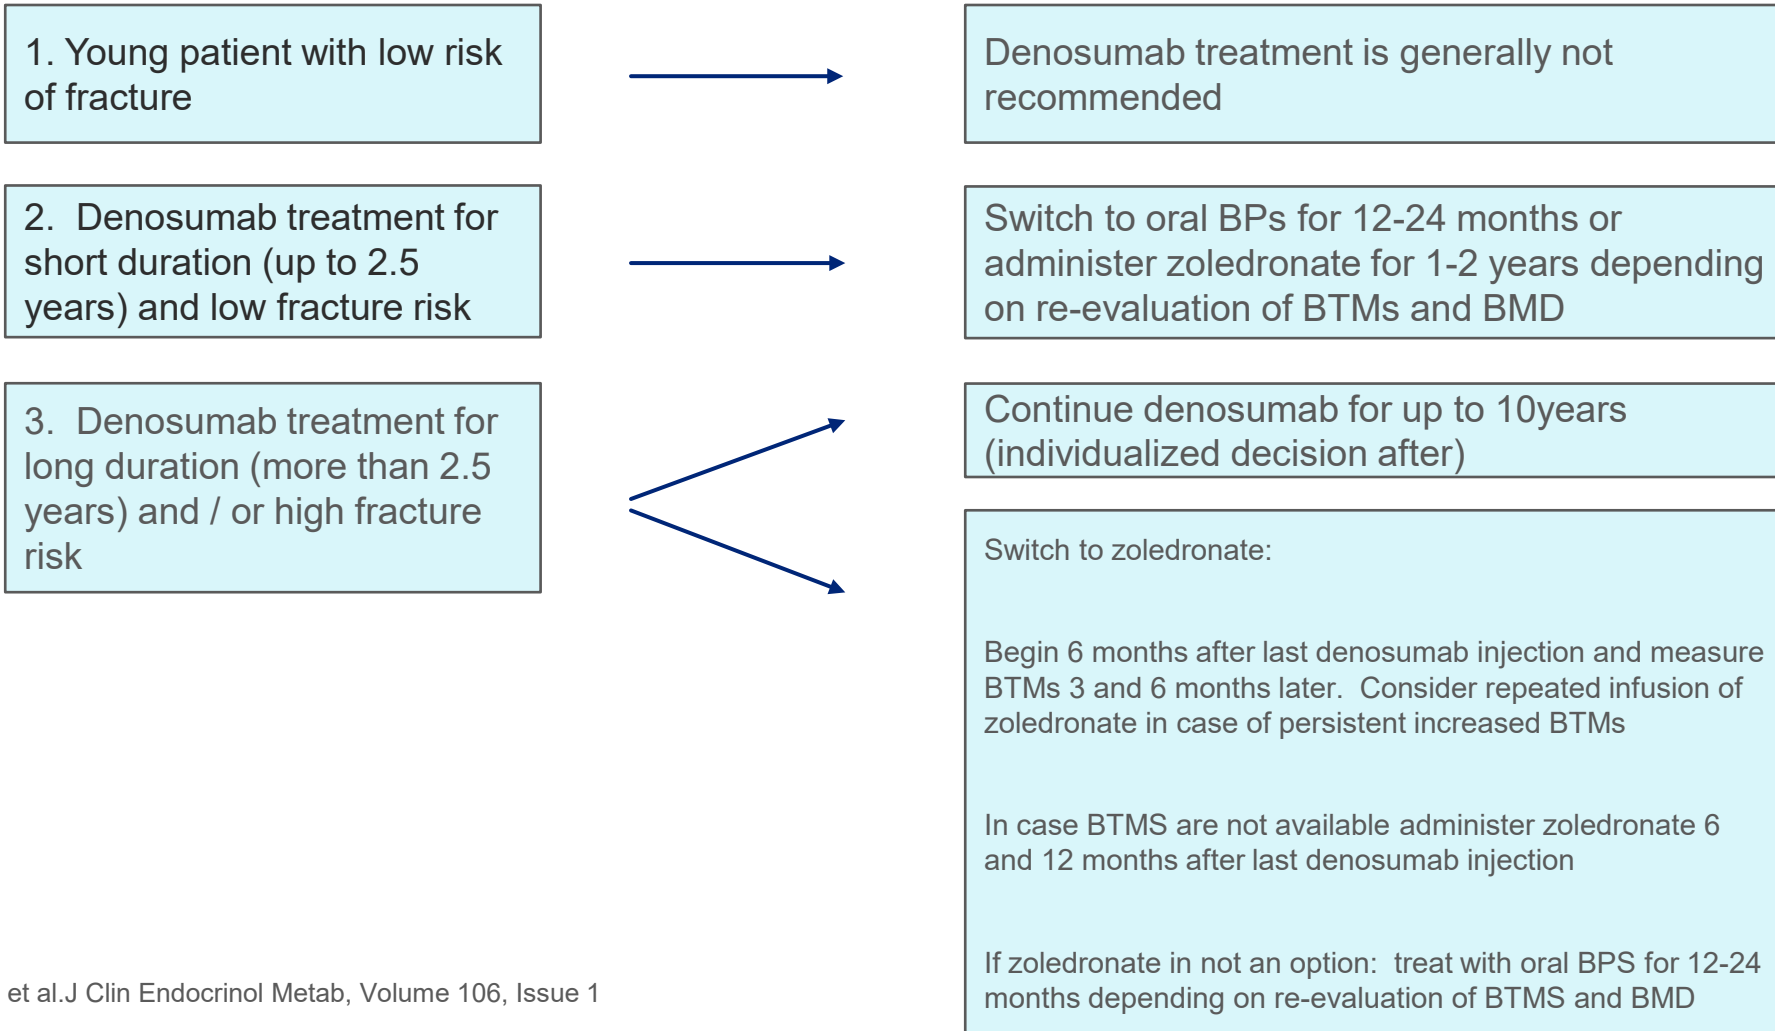 1. Young patient with low risk
of fracture
Denosumab treatment is generally not
recommended
2. Denosumab treatment for
short duration (up to 2.5
years) and low fracture risk
Switch to oral BPs for 12-24 months or
administer zoledronate for 1-2 years depending
on re-evaluation of BTMs and BMD
3. Denosumab treatment for
long duration (more than 2.5
years) and / or high fracture
risk
Continue denosumab for up to 10years
(individualized decision after)
Switch to zoledronate:
Begin 6 months after last denosumab injection and measure
BTMs 3 and 6 months later. Consider repeated infusion of
zoledronate in case of persistent increased BTMs
In case BTMS are not available administer zoledronate 6
and 12 months after last denosumab injection
If zoledronate in not an option: treat with oral BPS for 12-24
months depending on re-evaluation of BTMS and BMD
et al.J Clin Endocrinol Metab, Volume 106, Issue 1